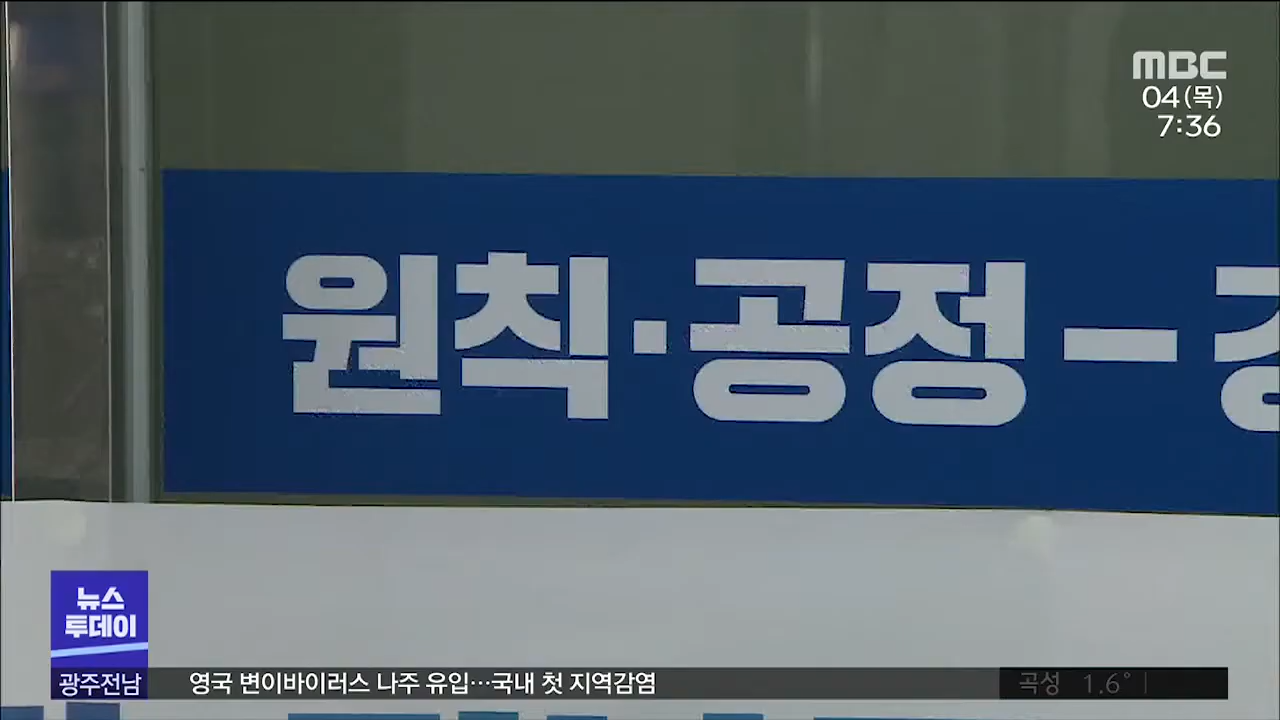 MBC
04(목)
7:36
원칙·공정-
뉴스
투데이
광주전남
영국 변이바이러스 나주 유입…국내 첫 지역감염
곡성 1.6°